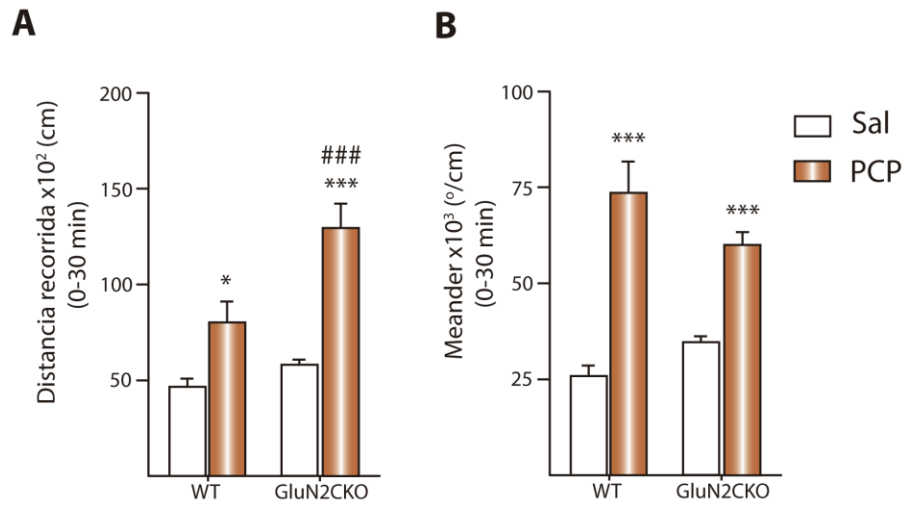 A
Distancia recorrida x10² (cm)
(0-30 min)
200
150
100
50
*
###
***
WT
GluN2CKO
B
Meander x10³ (º/cm)
(0-30 min)
100
75
50
25
***
***
WT
GluN2CKO
Sal
PCP